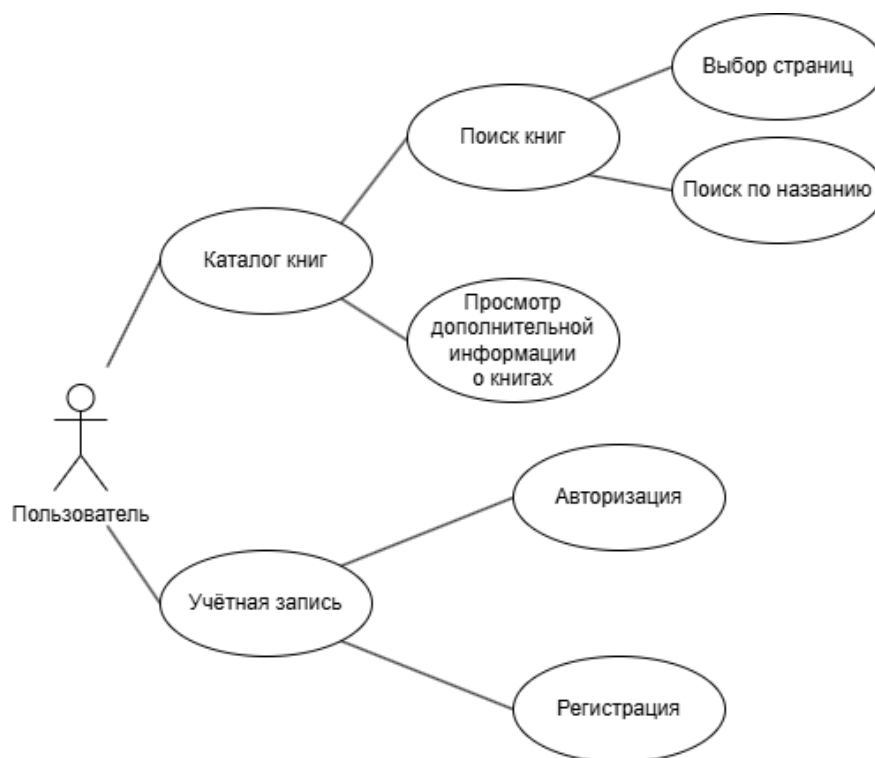 Выбор страниц
Поиск книг
Поиск по названию
Каталог книг
Просмотр
дополнительной
информации
о книгах
Пользователь
Авторизация
Учётная запись
Регистрация